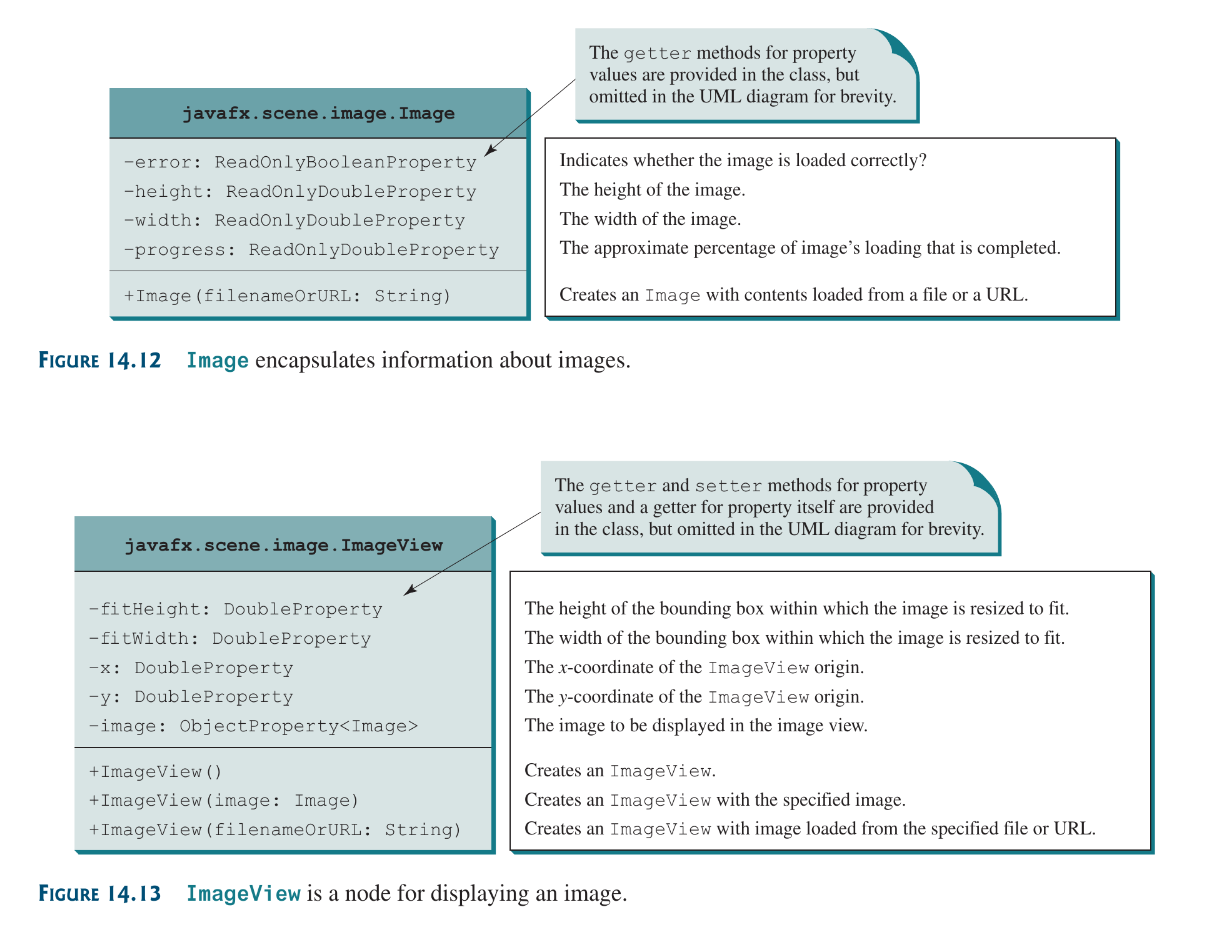 The getter methods for property
values are provided in the class, but
omitted in the UML diagram for brevity.
javafx.scene.image.Image
-error: ReadOnlyBooleanProperty
-height: ReadOnlyDoubleProperty
-width: ReadOnlyDoubleProperty
-progress: ReadOnlyDoubleProperty
+Image(filenameOrURL: String)
Indicates whether the image is loaded correctly?
The height of the image.
The width of the image.
The approximate percentage of image's loading that is completed.
Creates an Image with contents loaded from a file or a URL.
FIGURE 14.12 Image encapsulates information about images.
The getter and setter methods for property
values and a getter for property itself are provided
in the class, but omitted in the UML diagram for brevity.
javafx.scene.image.ImageView
-fitHeight: DoubleProperty
-fitWidth: DoubleProperty
-x: DoubleProperty
-y: DoubleProperty
-image: ObjectProperty<Image>
+ImageView()
+ImageView(image: Image)
+ImageView(filenameOrURL: String)
The height of the bounding box within which the image is resized to fit.
The width of the bounding box within which the image is resized to fit.
The x-coordinate of the ImageView origin.
The y-coordinate of the ImageView origin.
The image to be displayed in the image view.
Creates an ImageView.
Creates an ImageView with the specified image.
Creates an ImageView with image loaded from the specified file or URL.
FIGURE 14.13 ImageView is a node for displaying an image.